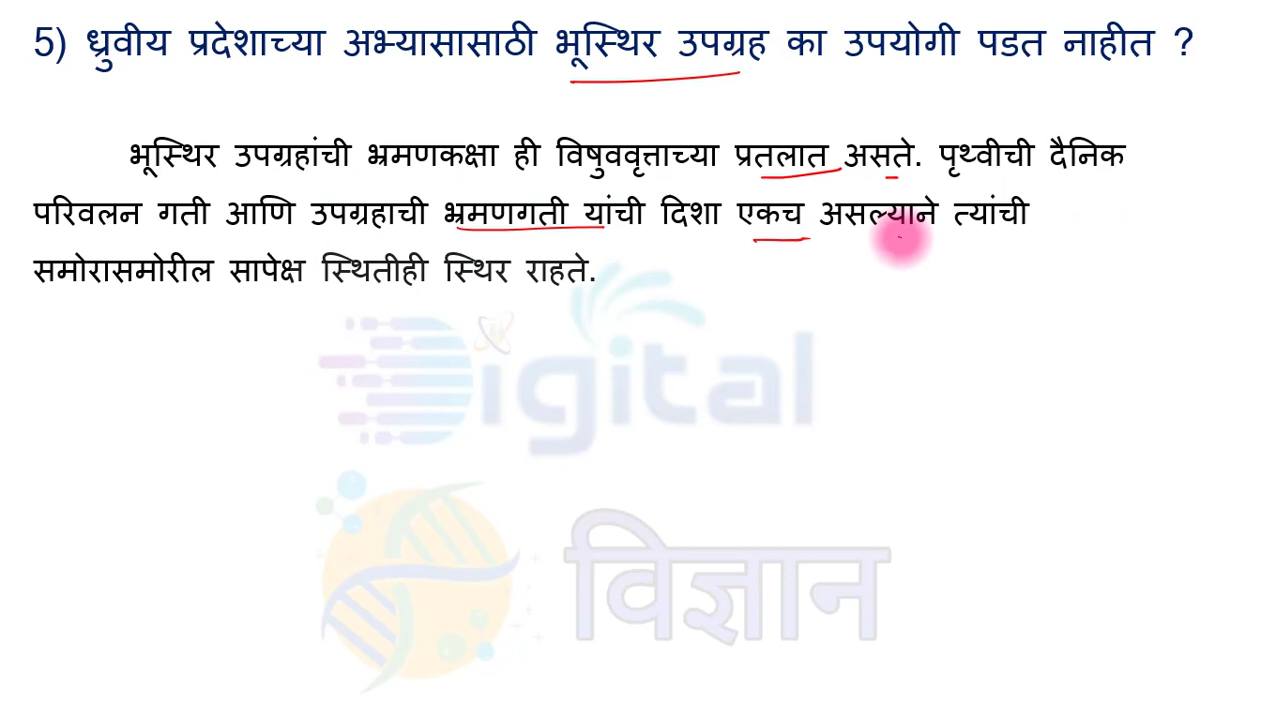 5) ध्रुवीय प्रदेशाच्या अभ्यासासाठी भूस्थिर उपग्रह का उपयोगी पडत नाहीत ?
भूस्थिर उपग्रहांची भ्रमणकक्षा ही विषुववृत्ताच्या प्रतलात असते. पृथ्वीची दैनिक
परिवलन गती आणि उपग्रहाची भ्रमणगती यांची दिशा एकच असल्याने त्यांची
समोरासमोरील सापेक्ष स्थितीही स्थिर राहते.
Digital
विज्ञान